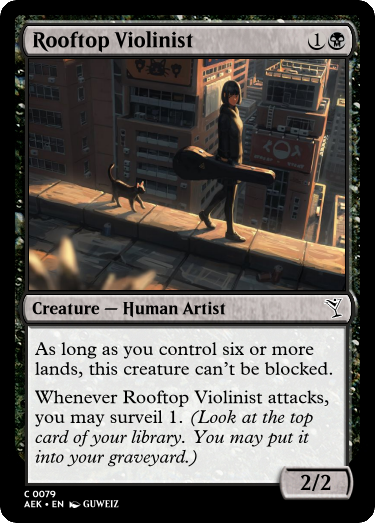 Rooftop Violinist 1
Creature — Human Artist
As long as you control six or more
lands, this creature can't be blocked.
Whenever Rooftop Violinist attacks,
you may surveil 1. (Look at the top
card of your library. You may put it
into your graveyard.)
2/2
C 0079
AEK • EN GUWEIZ